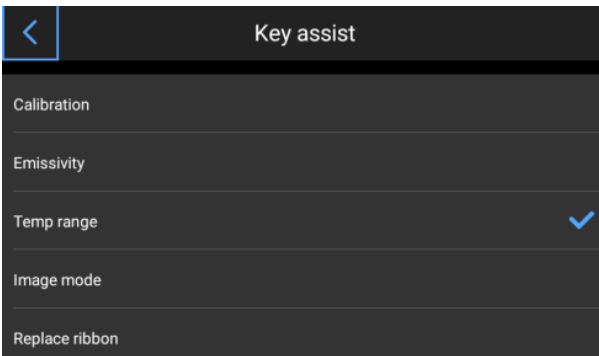 Key assist
Calibration
Emissivity
Temp range
Image mode
Replace ribbon